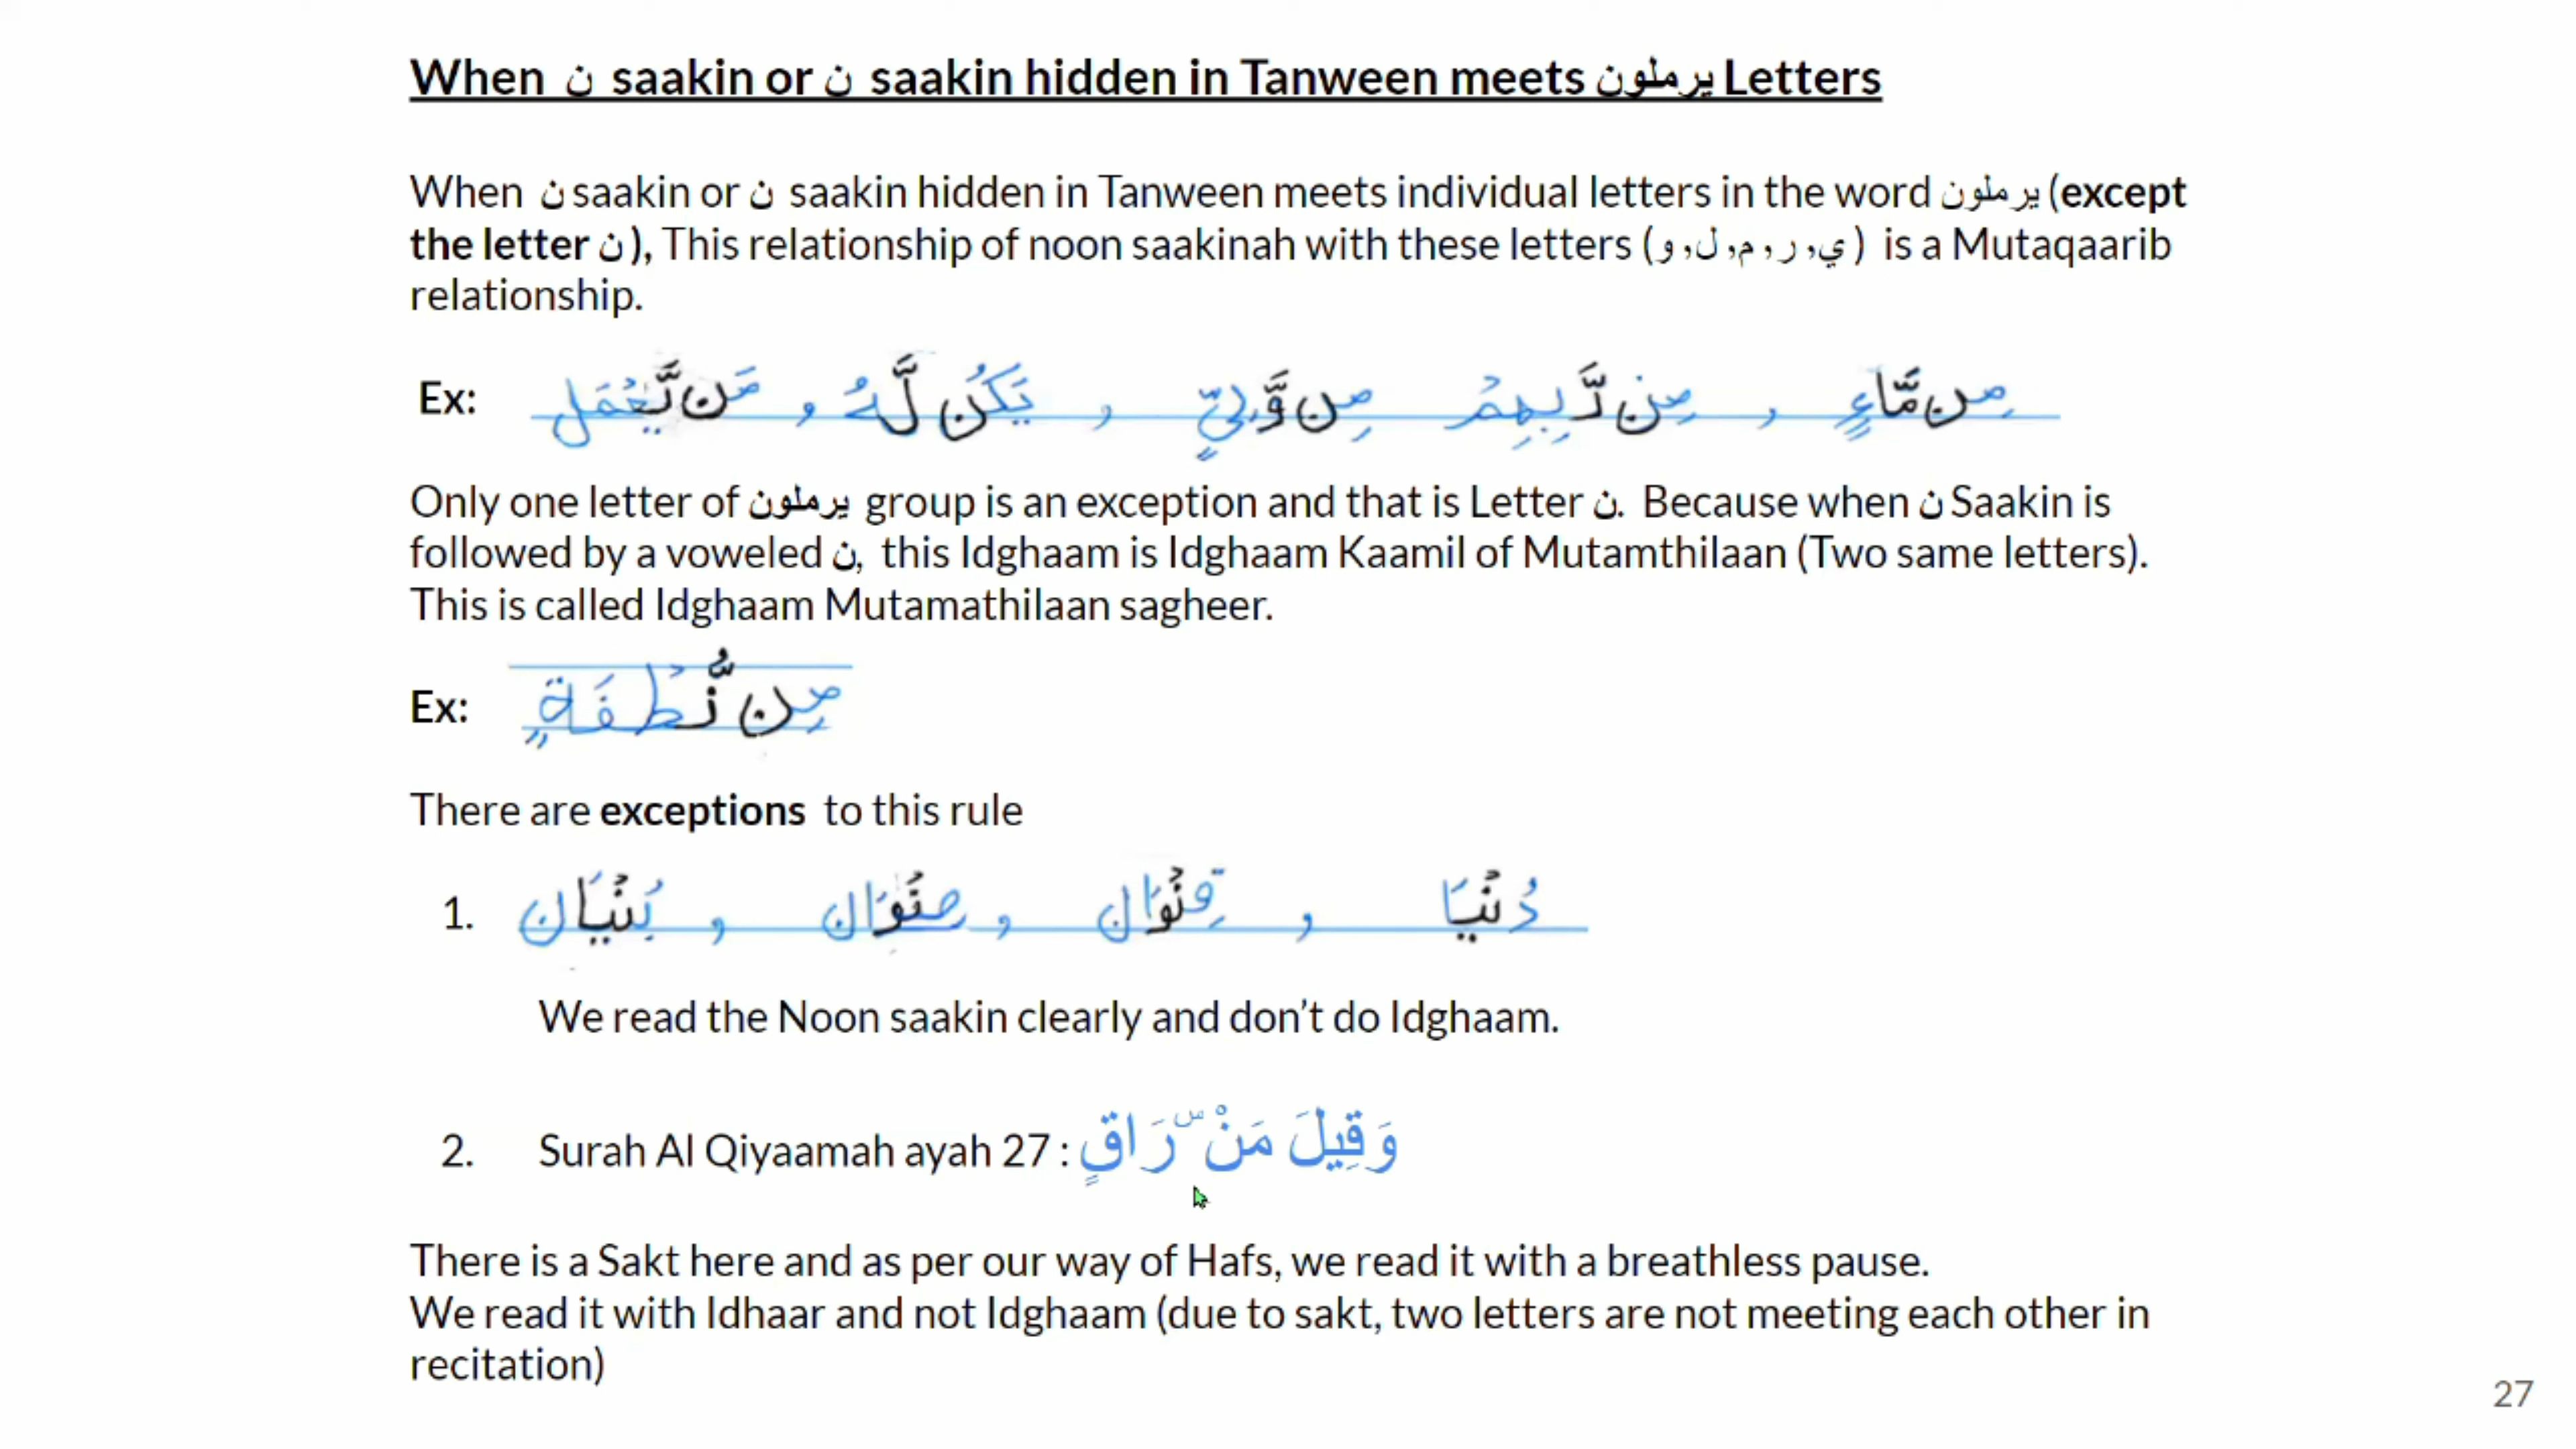 When ن saakin or ن saakin hidden in Tanween meets يرملون Letters
When ن saakin or ن saakin hidden in Tanween meets individual letters in the word يرملون (except
the letter ن), This relationship of noon saakinah with these letters (ي, ر, م, ل, و) is a Mutaqaarib
relationship.
Ex: مِن مَّاءٍ , مِن رَّبِهِمْ مِن وَّلِيٍّ , يَكُن لَّهُ , مَن يَّعْمَل
Only one letter of يرملون group is an exception and that is Letter ن. Because when ن Saakin is
followed by a voweled ن, this Idghaam is Idghaam Kaamil of Mutamthilaan (Two same letters).
This is called Idghaam Mutamathilaan sagheer.
Ex: مِن نُّطْفَةٍ
There are exceptions to this rule
1. دُنْيَا , قِنْوَان , صِنْوَان , بُنْيَان
We read the Noon saakin clearly and don't do Idghaam.
2. Surah Al Qiyaamah ayah 27 : وَقِيلَ مَنْ ۜ رَاقٍ
There is a Sakt here and as per our way of Hafs, we read it with a breathless pause.
We read it with Idhaar and not Idghaam (due to sakt, two letters are not meeting each other in
recitation)
27